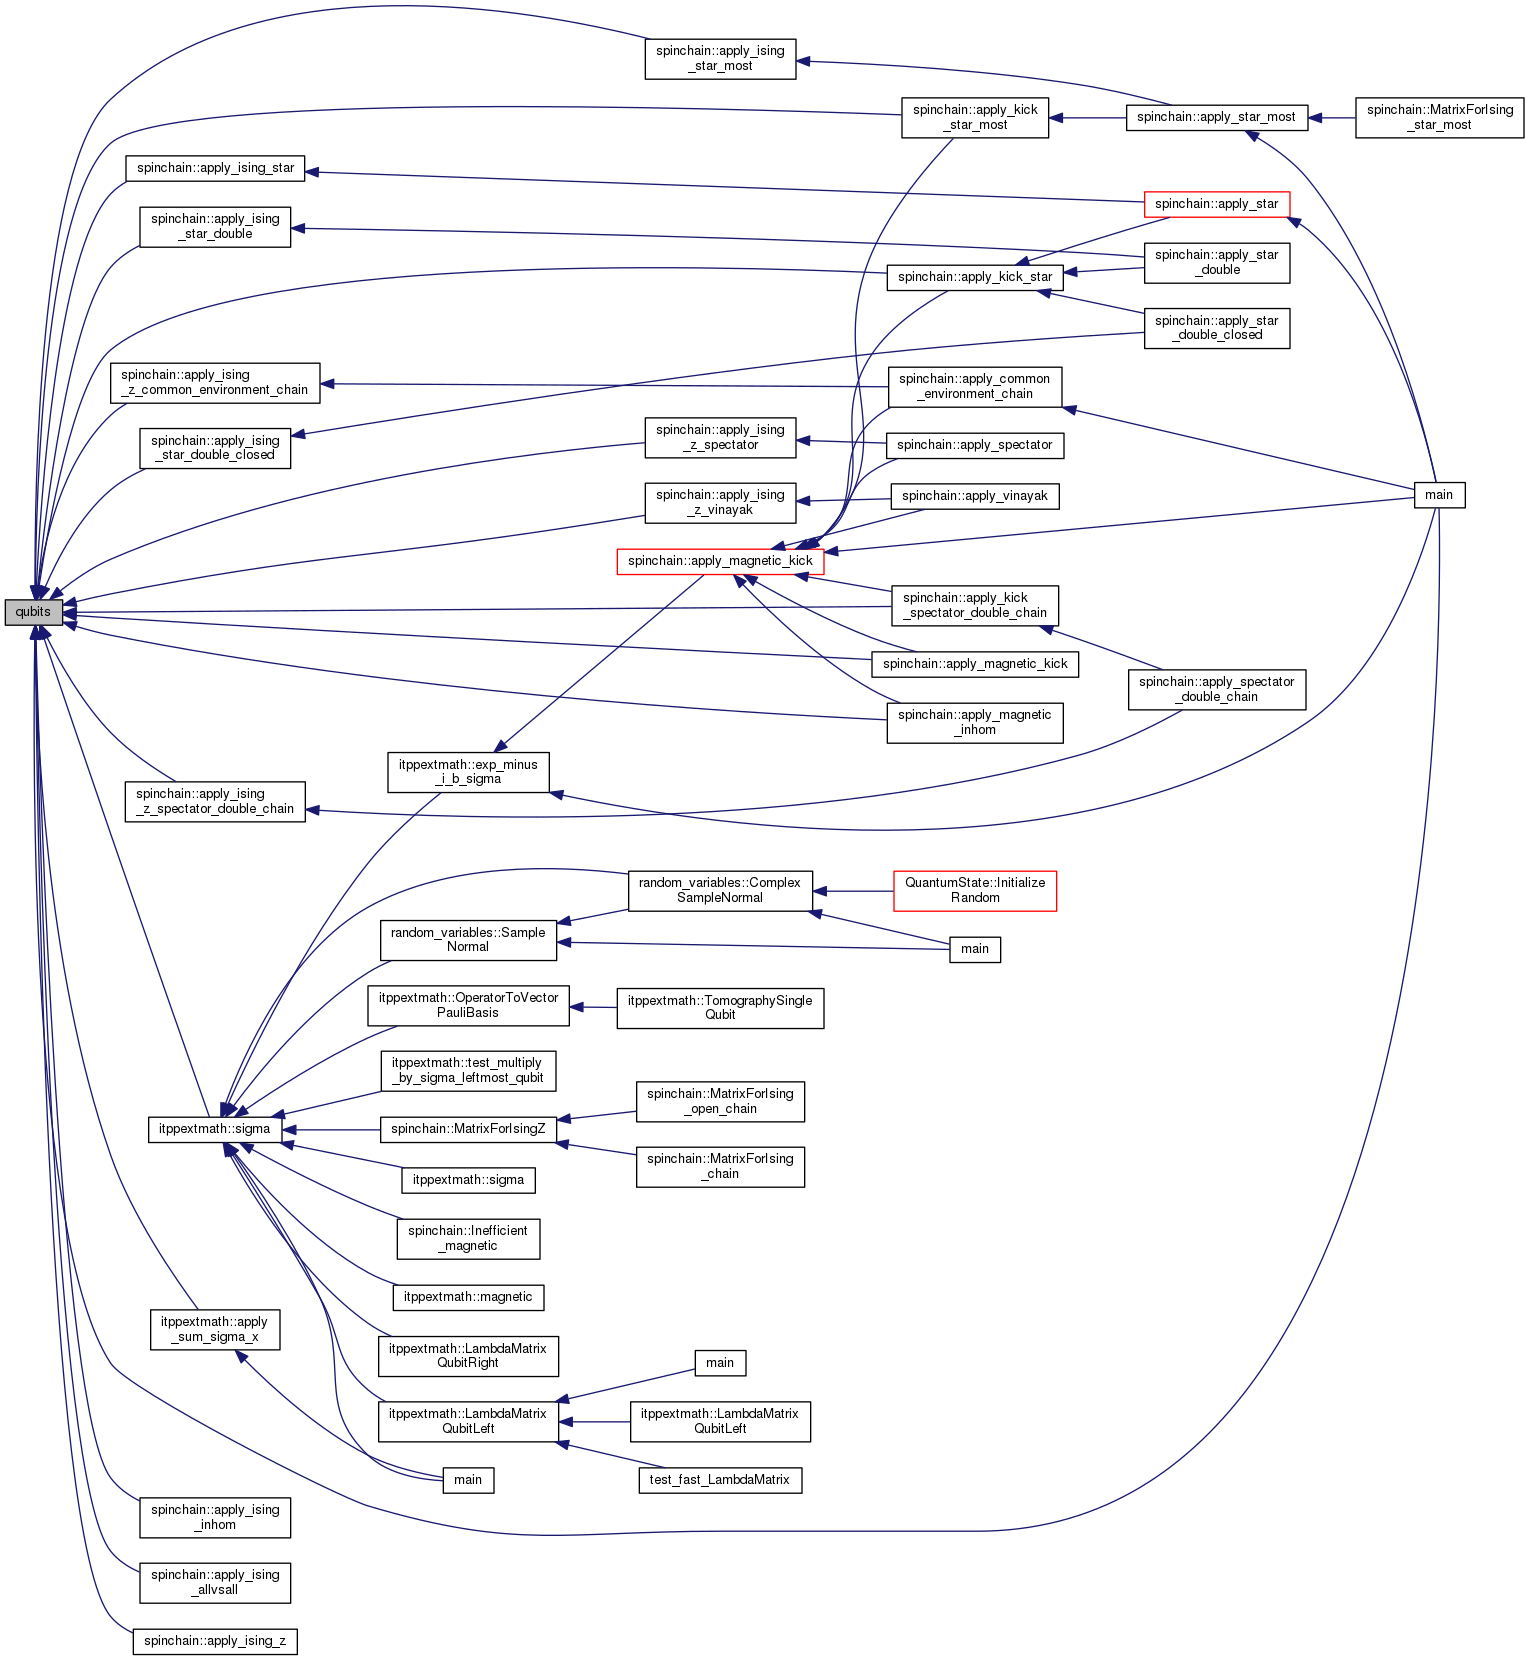 spinchain::apply_ising
_star_most
spinchain::apply_kick
_star_most
spinchain::apply_star_most
spinchain::MatrixForIsing
_star_most
spinchain::apply_ising_star
spinchain::apply_star
spinchain::apply_ising
_star_double
spinchain::apply_star
_double
spinchain::apply_kick_star
spinchain::apply_star
_double_closed
spinchain::apply_ising
_z_common_environment_chain
spinchain::apply_common
_environment_chain
spinchain::apply_ising
_star_double_closed
spinchain::apply_ising
_z_spectator
spinchain::apply_spectator
spinchain::apply_ising
_z_vinayak
spinchain::apply_vinayak
main
spinchain::apply_magnetic_kick
qubits
spinchain::apply_kick
_spectator_double_chain
spinchain::apply_magnetic_kick
spinchain::apply_spectator
_double_chain
spinchain::apply_magnetic
_inhom
itppextmath::exp_minus
_i_b_sigma
spinchain::apply_ising
_z_spectator_double_chain
random_variables::Complex
SampleNormal
QuantumState::Initialize
Random
random_variables::Sample
Normal
main
itppextmath::OperatorToVector
PauliBasis
itppextmath::TomographySingle
Qubit
itppextmath::test_multiply
_by_sigma_leftmost_qubit
spinchain::MatrixForIsing
_open_chain
itppextmath::sigma
spinchain::MatrixForIsingZ
spinchain::MatrixForIsing
_chain
itppextmath::sigma
spinchain::Inefficient
_magnetic
itppextmath::magnetic
itppextmath::apply
_sum_sigma_x
itppextmath::LambdaMatrix
QubitRight
main
itppextmath::LambdaMatrix
QubitLeft
itppextmath::LambdaMatrix
QubitLeft
main
test_fast_LambdaMatrix
spinchain::apply_ising
_inhom
spinchain::apply_ising
_allvsall
spinchain::apply_ising_z